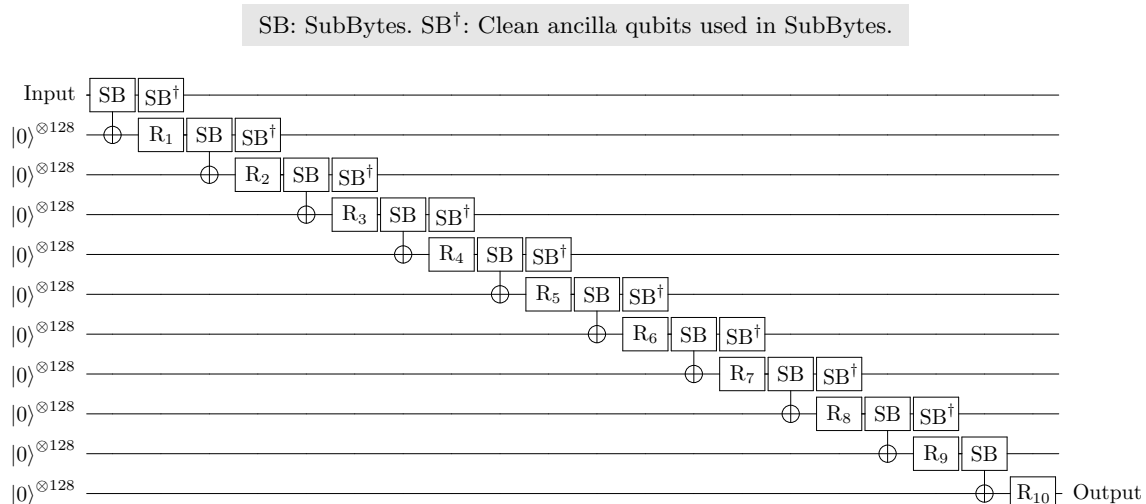 SB: SubBytes. SB†: Clean ancilla qubits used in SubBytes.
Input SB SB†
|0⟩⊗128 R1 SB SB†
|0⟩⊗128 R2 SB SB†
|0⟩⊗128 R3 SB SB†
|0⟩⊗128 R4 SB SB†
|0⟩⊗128 R5 SB SB†
|0⟩⊗128 R6 SB SB†
|0⟩⊗128 R7 SB SB†
|0⟩⊗128 R8 SB SB†
|0⟩⊗128 R9 SB
|0⟩⊗128 R10 Output